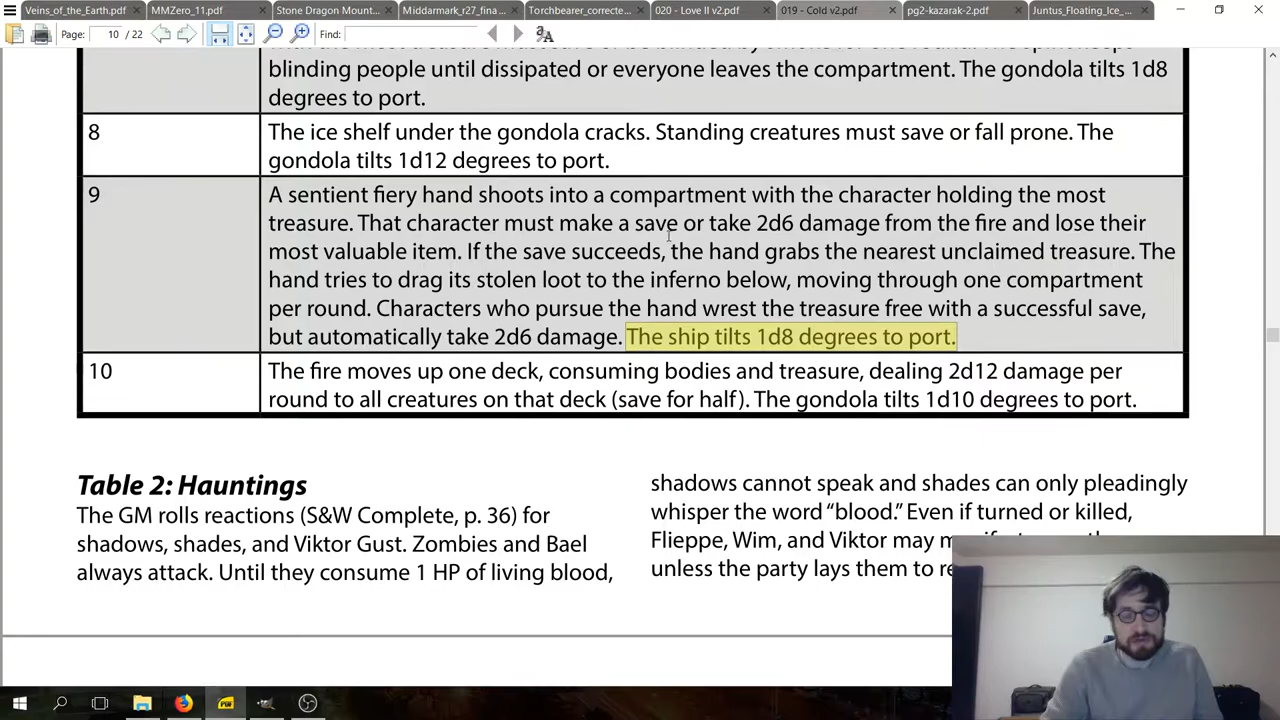 Veins_of_the_Earth.pdf
MMZero_11.pdf
Stone Dragon Mount...
Middarmark_r27_fina...
Torchbearer_correcte...
020 - Love II v2.pdf
019 - Cold v2.pdf
pg2-kazarak-2.pdf
Juntus_Floating_Ice_...
Page: 10 / 22 Find:
blinding people until dissipated or everyone leaves the compartment. The gondola tilts 1d8
degrees to port.
8 The ice shelf under the gondola cracks. Standing creatures must save or fall prone. The
gondola tilts 1d12 degrees to port.
9 A sentient fiery hand shoots into a compartment with the character holding the most
treasure. That character must make a save or take 2d6 damage from the fire and lose their
most valuable item. If the save succeeds, the hand grabs the nearest unclaimed treasure. The
hand tries to drag its stolen loot to the inferno below, moving through one compartment
per round. Characters who pursue the hand wrest the treasure free with a successful save,
but automatically take 2d6 damage. The ship tilts 1d8 degrees to port.
10 The fire moves up one deck, consuming bodies and treasure, dealing 2d12 damage per
round to all creatures on that deck (save for half). The gondola tilts 1d10 degrees to port.
Table 2: Hauntings
The GM rolls reactions (S&W Complete, p. 36) for
shadows, shades, and Viktor Gust. Zombies and Bael
always attack. Until they consume 1 HP of living blood,
shadows cannot speak and shades can only pleadingly
whisper the word “blood.” Even if turned or killed,
Flieppe, Wim, and Viktor may
unless the party lays them to